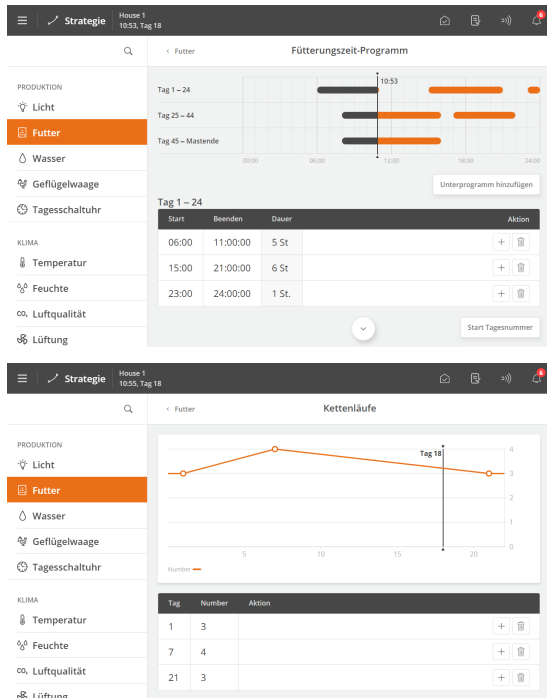 Strategie
House 1
10:53, Tag 18
6
PRODUKTION
Licht
Futter
Wasser
Geflügelwaage
Tagesschaltuhr
KLIMA
Temperatur
Feuchte
CO₂ Luftqualität
Lüftung
‹ Futter
Fütterungszeit-Programm
10:53
Tag 1 – 24
Tag 25 – 44
Tag 45 – Mastende
00:00 06:00 12:00 18:00 24:00
Unterprogramm hinzufügen
Tag 1 – 24
Start Beenden Dauer Aktion
06:00 11:00:00 5 St
15:00 21:00:00 6 St
23:00 24:00:00 1 St.
Start Tagesnummer
Strategie
House 1
10:55, Tag 18
6
PRODUKTION
Licht
Futter
Wasser
Geflügelwaage
Tagesschaltuhr
KLIMA
Temperatur
Feuchte
CO₂ Luftqualität
Lüftung
‹ Futter
Kettenläufe
Tag 18
4
3
2
1
0
5 10 15 20
Number
Tag Number Aktion
1 3
7 4
21 3